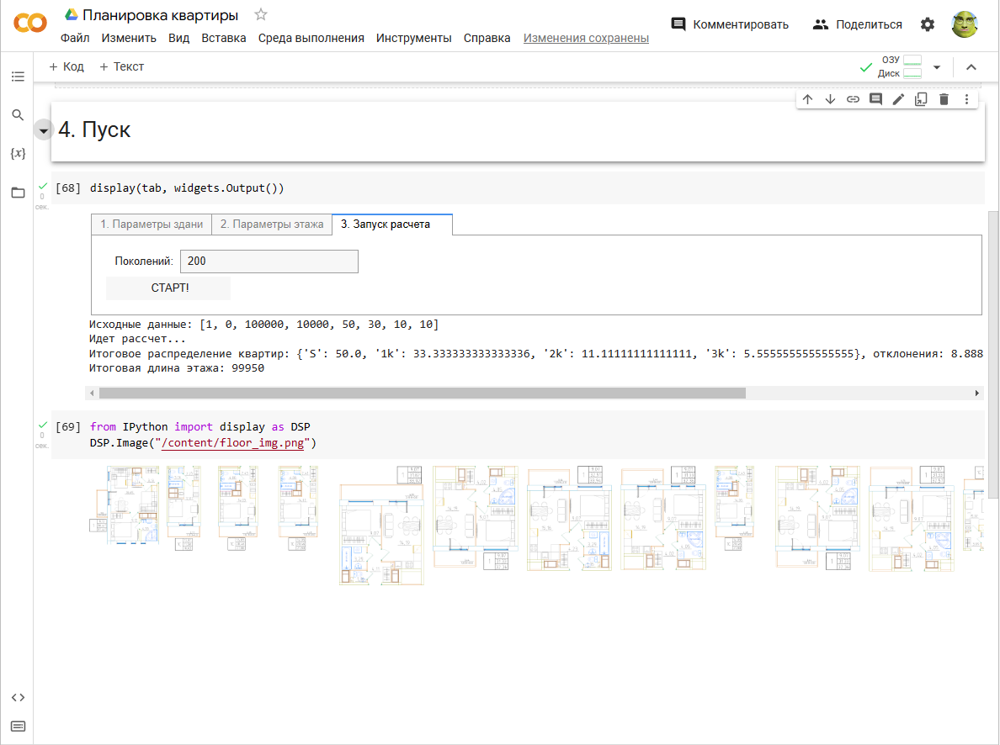 Планировка квартиры
Файл Изменить Вид Вставка Среда выполнения Инструменты Справка Изменения сохранены
Комментировать Поделиться
+ Код + Текст
ОЗУ
Диск
4. Пуск
{x}
[68] display(tab, widgets.Output())
0
сек.
1. Параметры здани 2. Параметры этажа 3. Запуск расчета
Поколений: 200
СТАРТ!
Исходные данные: [1, 0, 100000, 10000, 50, 30, 10, 10]
Идет рассчет...
Итоговое распределение квартир: {'S': 50.0, '1k': 33.333333333333336, '2k': 11.11111111111111, '3k': 5.555555555555555}, отклонения: 8.888
Итоговая длина этажа: 99950
[69] from IPython import display as DSP
0
сек.
DSP.Image("/content/floor_img.png")